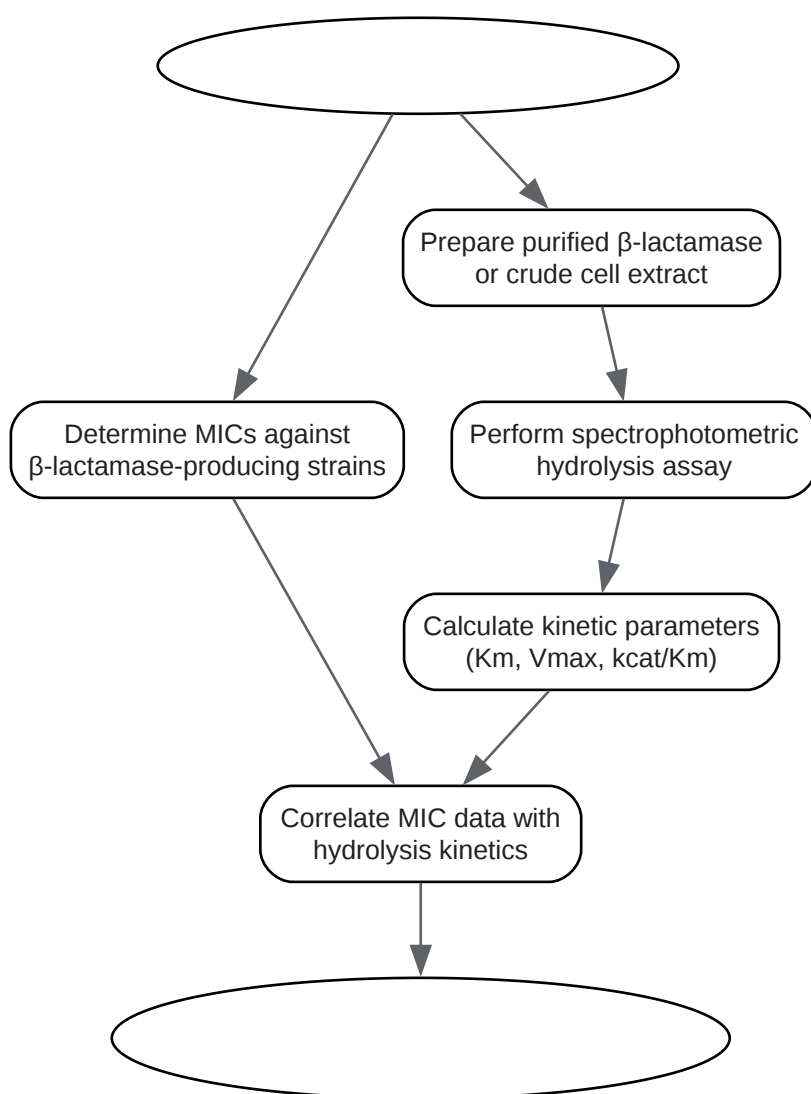 Prepare purified β-lactamase
or crude cell extract
Determine MICs against
β-lactamase-producing strains
Perform spectrophotometric
hydrolysis assay
Calculate kinetic parameters
(Km, Vmax, kcat/Km)
Correlate MIC data with
hydrolysis kinetics